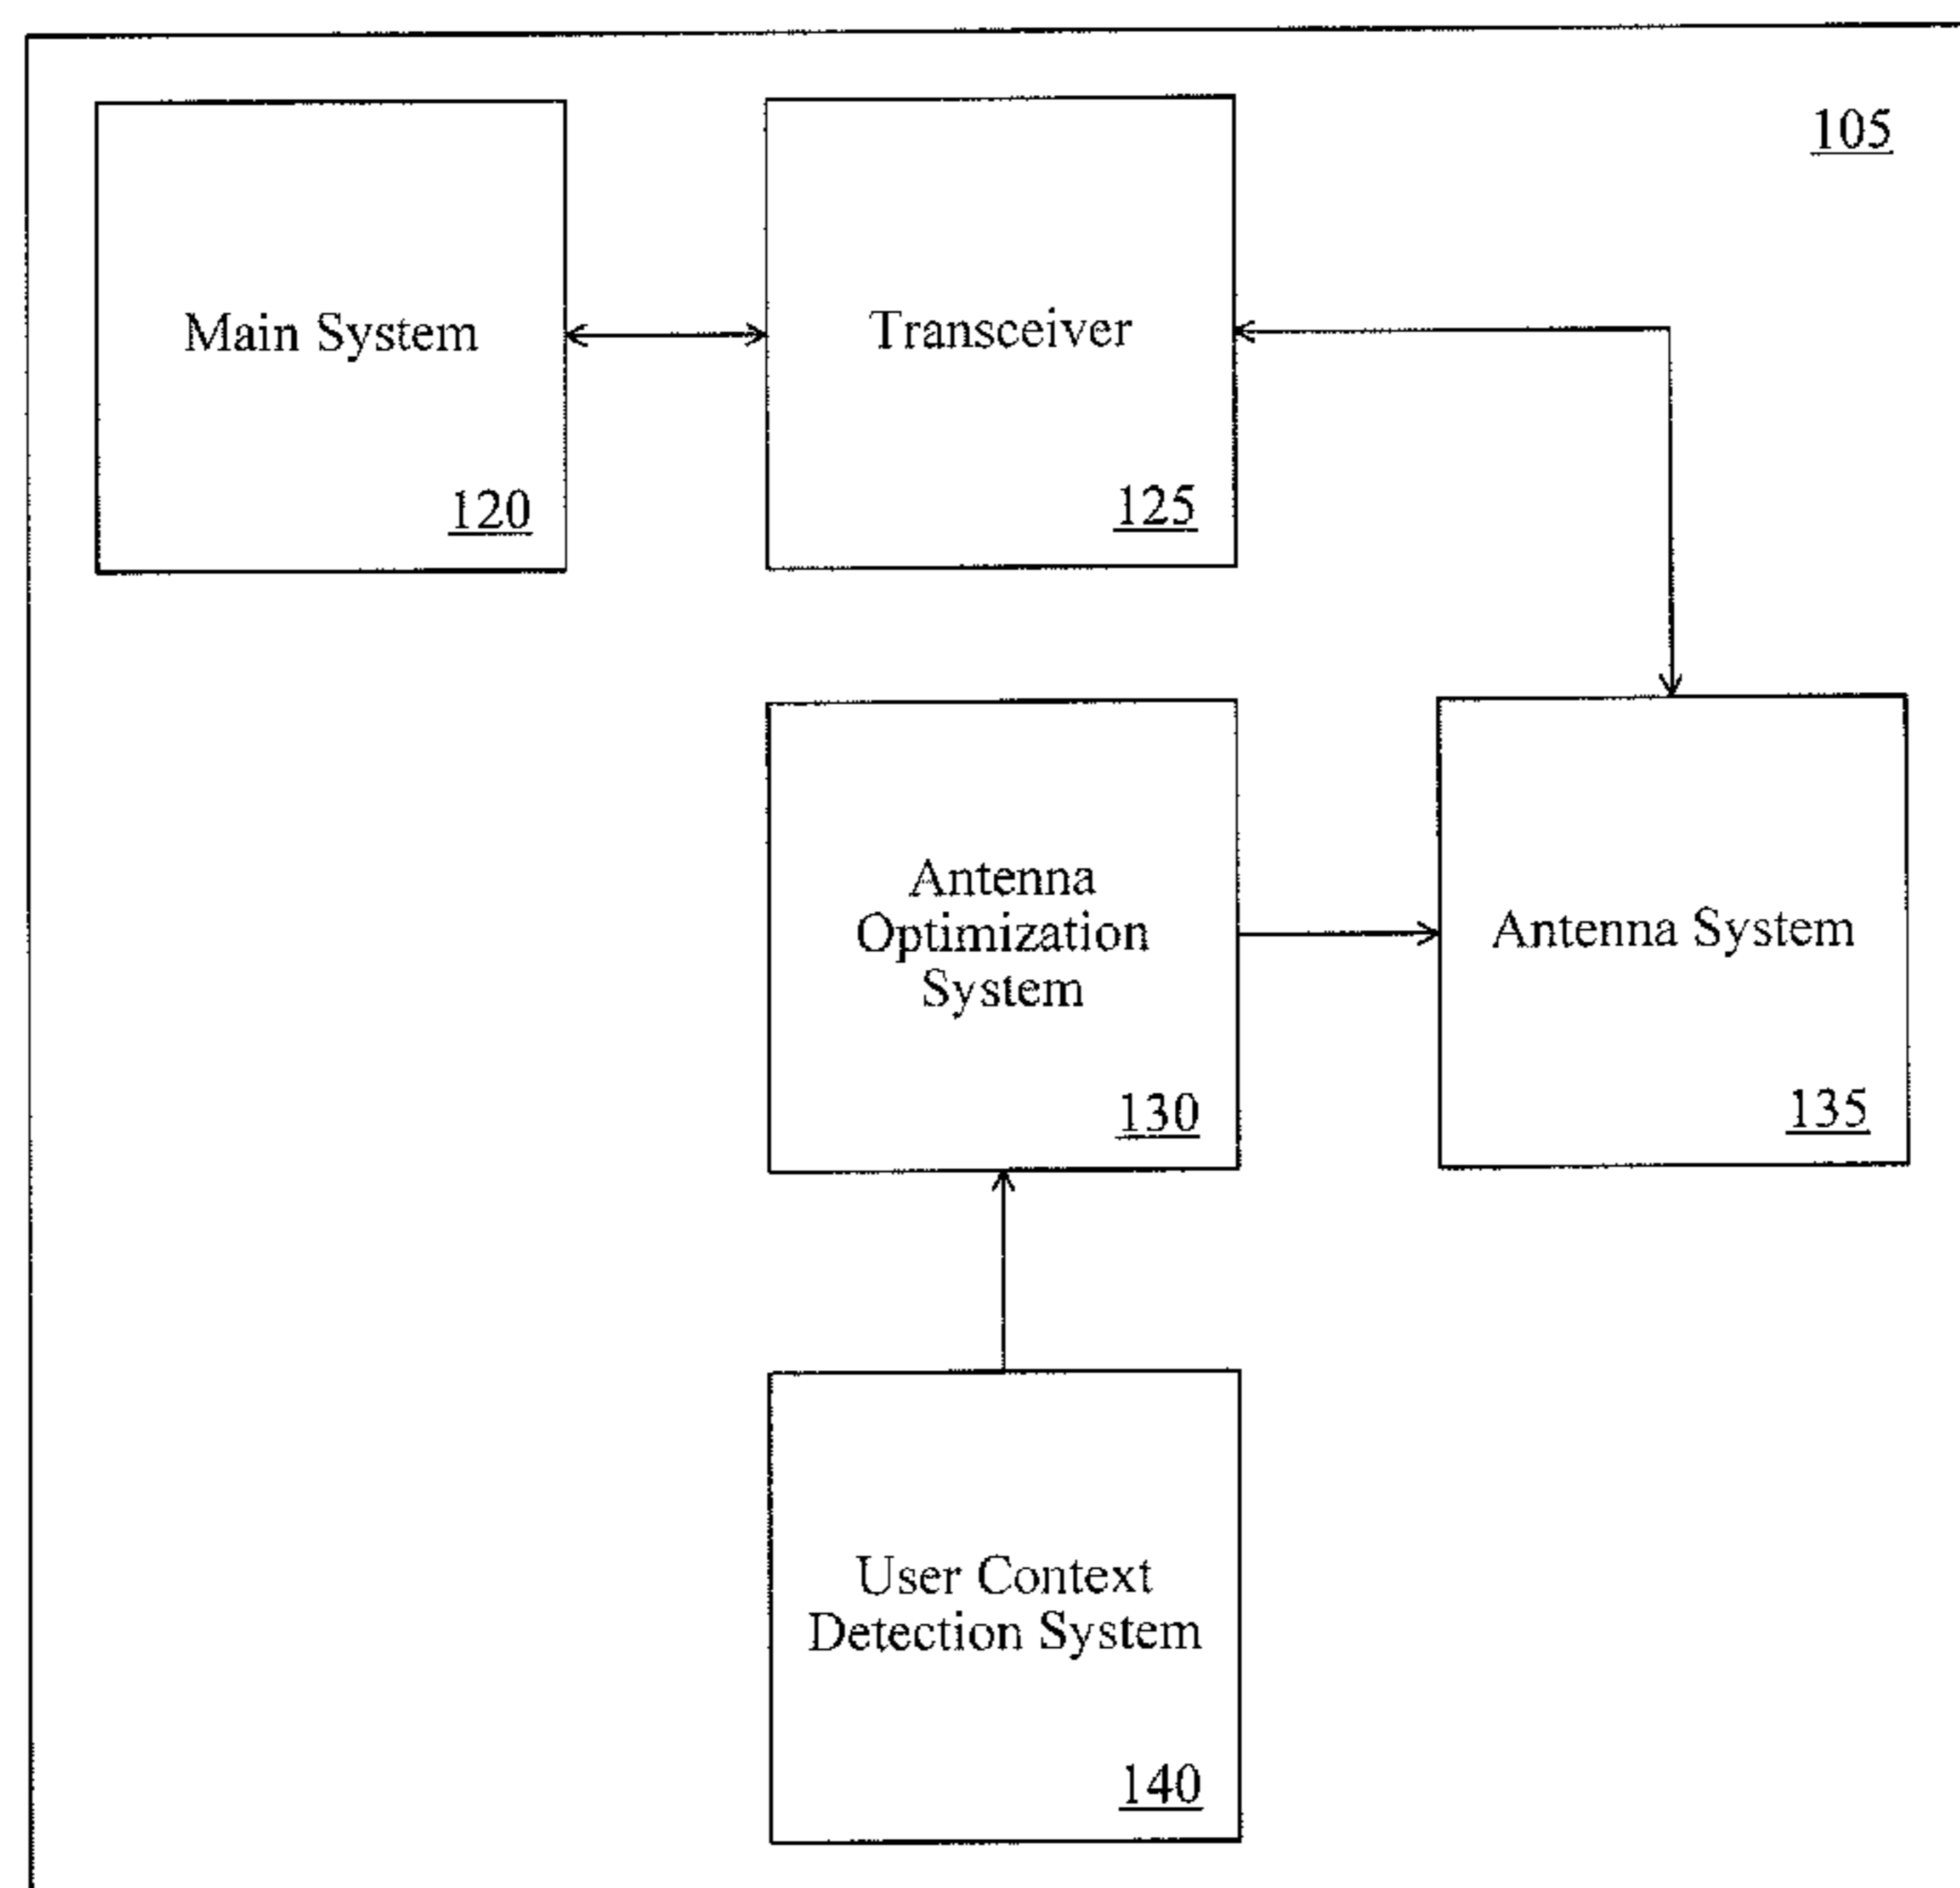 105
Main System
120
Transceiver
125
Antenna
Optimization
System
130
Antenna System
135
User Context
Detection System
140